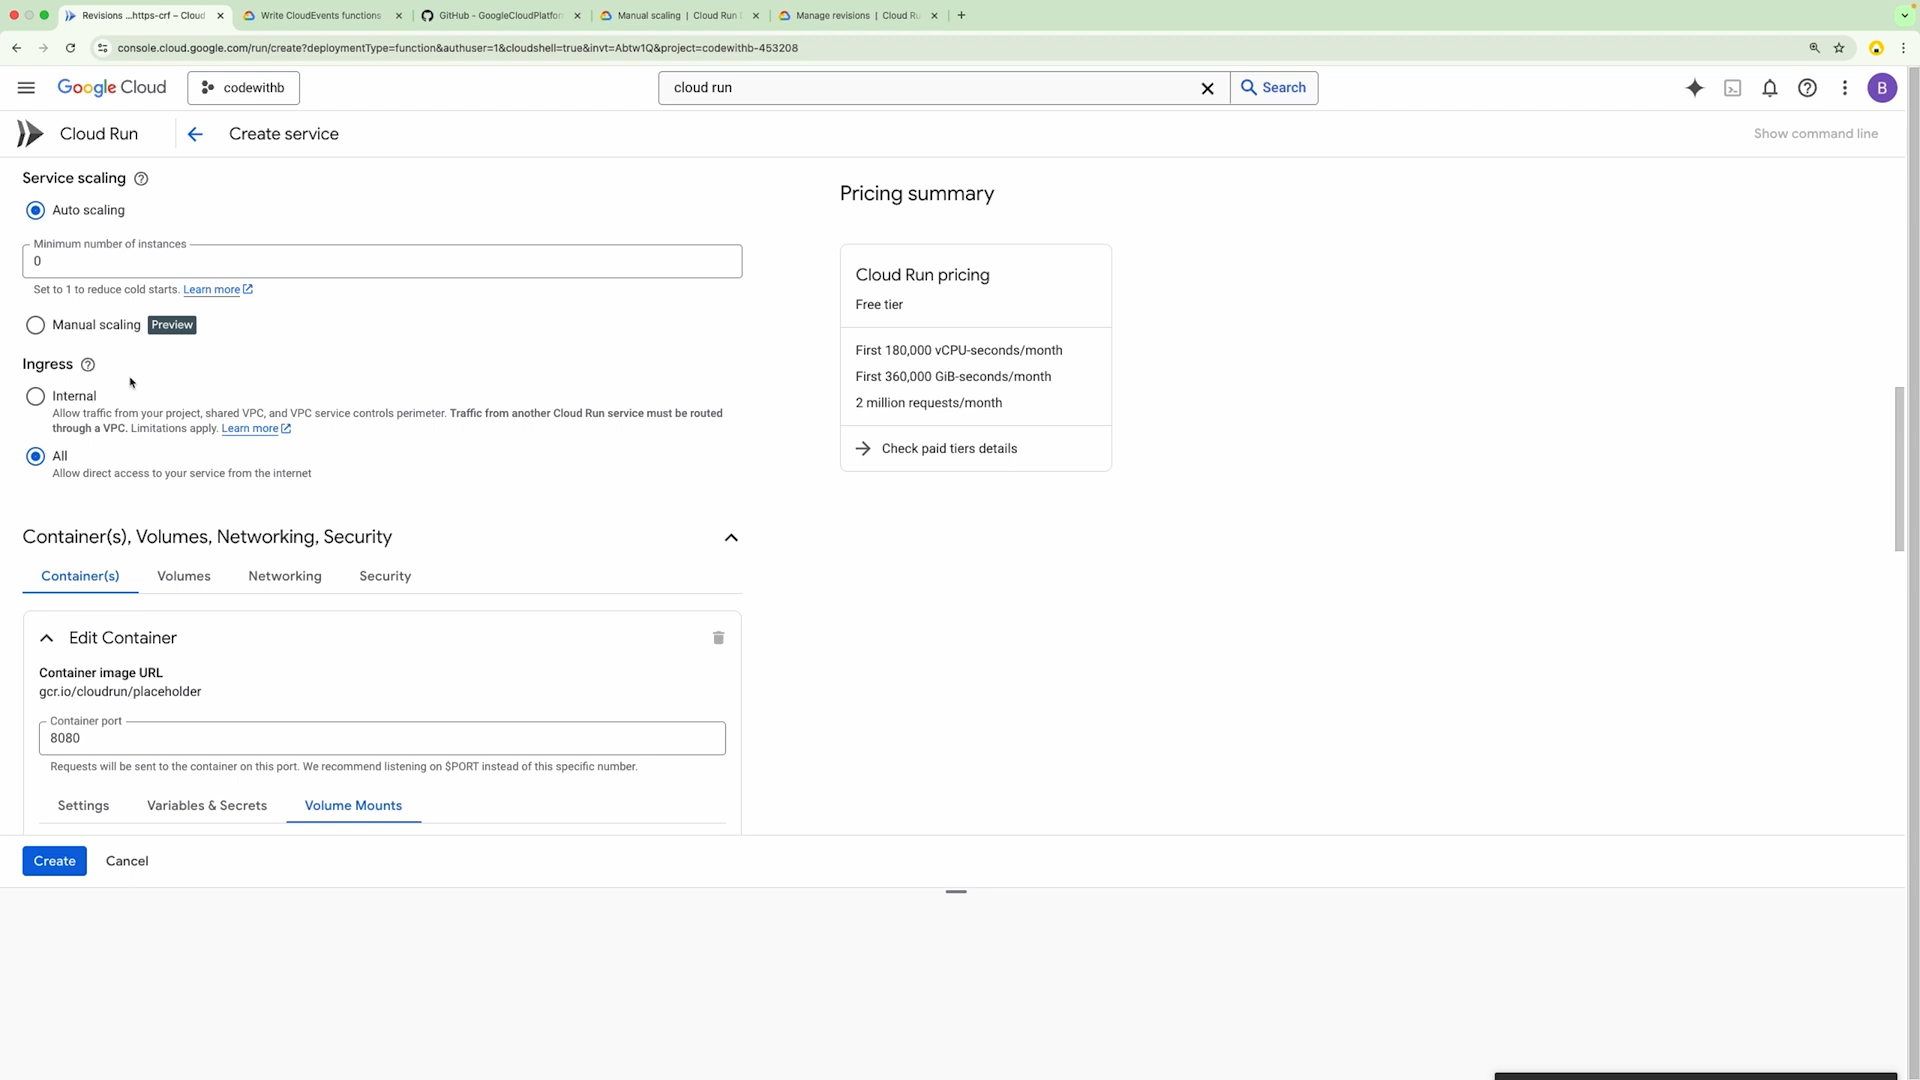 Revisions ...https-crf – Cloud
Write CloudEvents functions
GitHub - GoogleCloudPlatfor
Manual scaling | Cloud Run D
Manage revisions | Cloud Ru
console.cloud.google.com/run/create?deploymentType=function&authuser=1&cloudshell=true&invt=Abtw1Q&project=codewithb-453208
Google Cloud
codewithb
cloud run
Search
B
Cloud Run
Create service
Show command line
Service scaling
Auto scaling
Minimum number of instances
0
Set to 1 to reduce cold starts. Learn more
Manual scaling Preview
Ingress
Internal
Allow traffic from your project, shared VPC, and VPC service controls perimeter. Traffic from another Cloud Run service must be routed
through a VPC. Limitations apply. Learn more
All
Allow direct access to your service from the internet
Pricing summary
Cloud Run pricing
Free tier
First 180,000 vCPU-seconds/month
First 360,000 GiB-seconds/month
2 million requests/month
Check paid tiers details
Container(s), Volumes, Networking, Security
Container(s) Volumes Networking Security
Edit Container
Container image URL
gcr.io/cloudrun/placeholder
Container port
8080
Requests will be sent to the container on this port. We recommend listening on $PORT instead of this specific number.
Settings Variables & Secrets Volume Mounts
Create Cancel